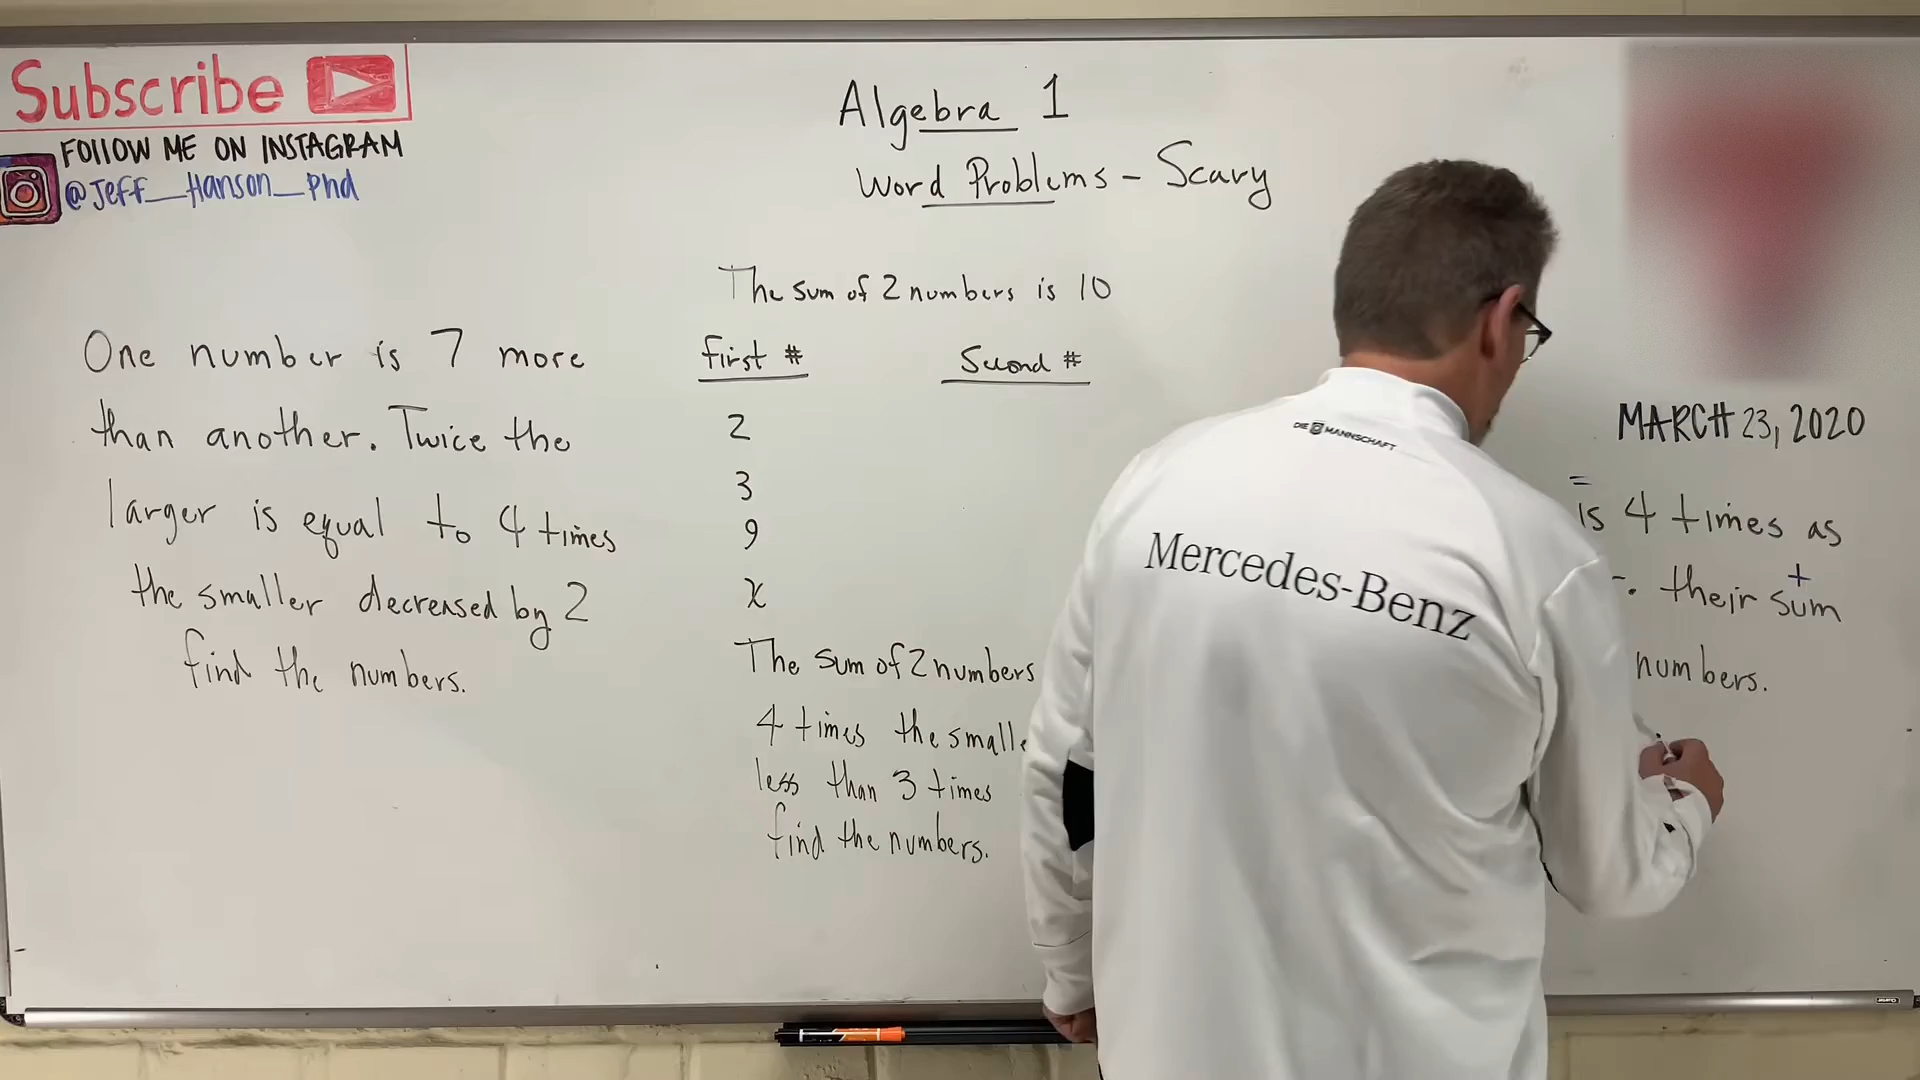 Subscribe
FOLLOW ME ON INSTAGRAM
@Jeff__Hanson_Phd
Algebra 1
Word Problems - Scary
One number is 7 more
than another. Twice the
larger is equal to 4 times
the smaller decreased by 2
find the numbers.
The sum of 2 numbers is 10
first # Second #
2
3
9
x
The sum of 2 numbers
4 times the smalle
less than 3 times
find the numbers.
DIE MANNSCHAFT
Mercedes-Benz
MARCH 23, 2020
=
is 4 times as
+
. their sum
numbers.